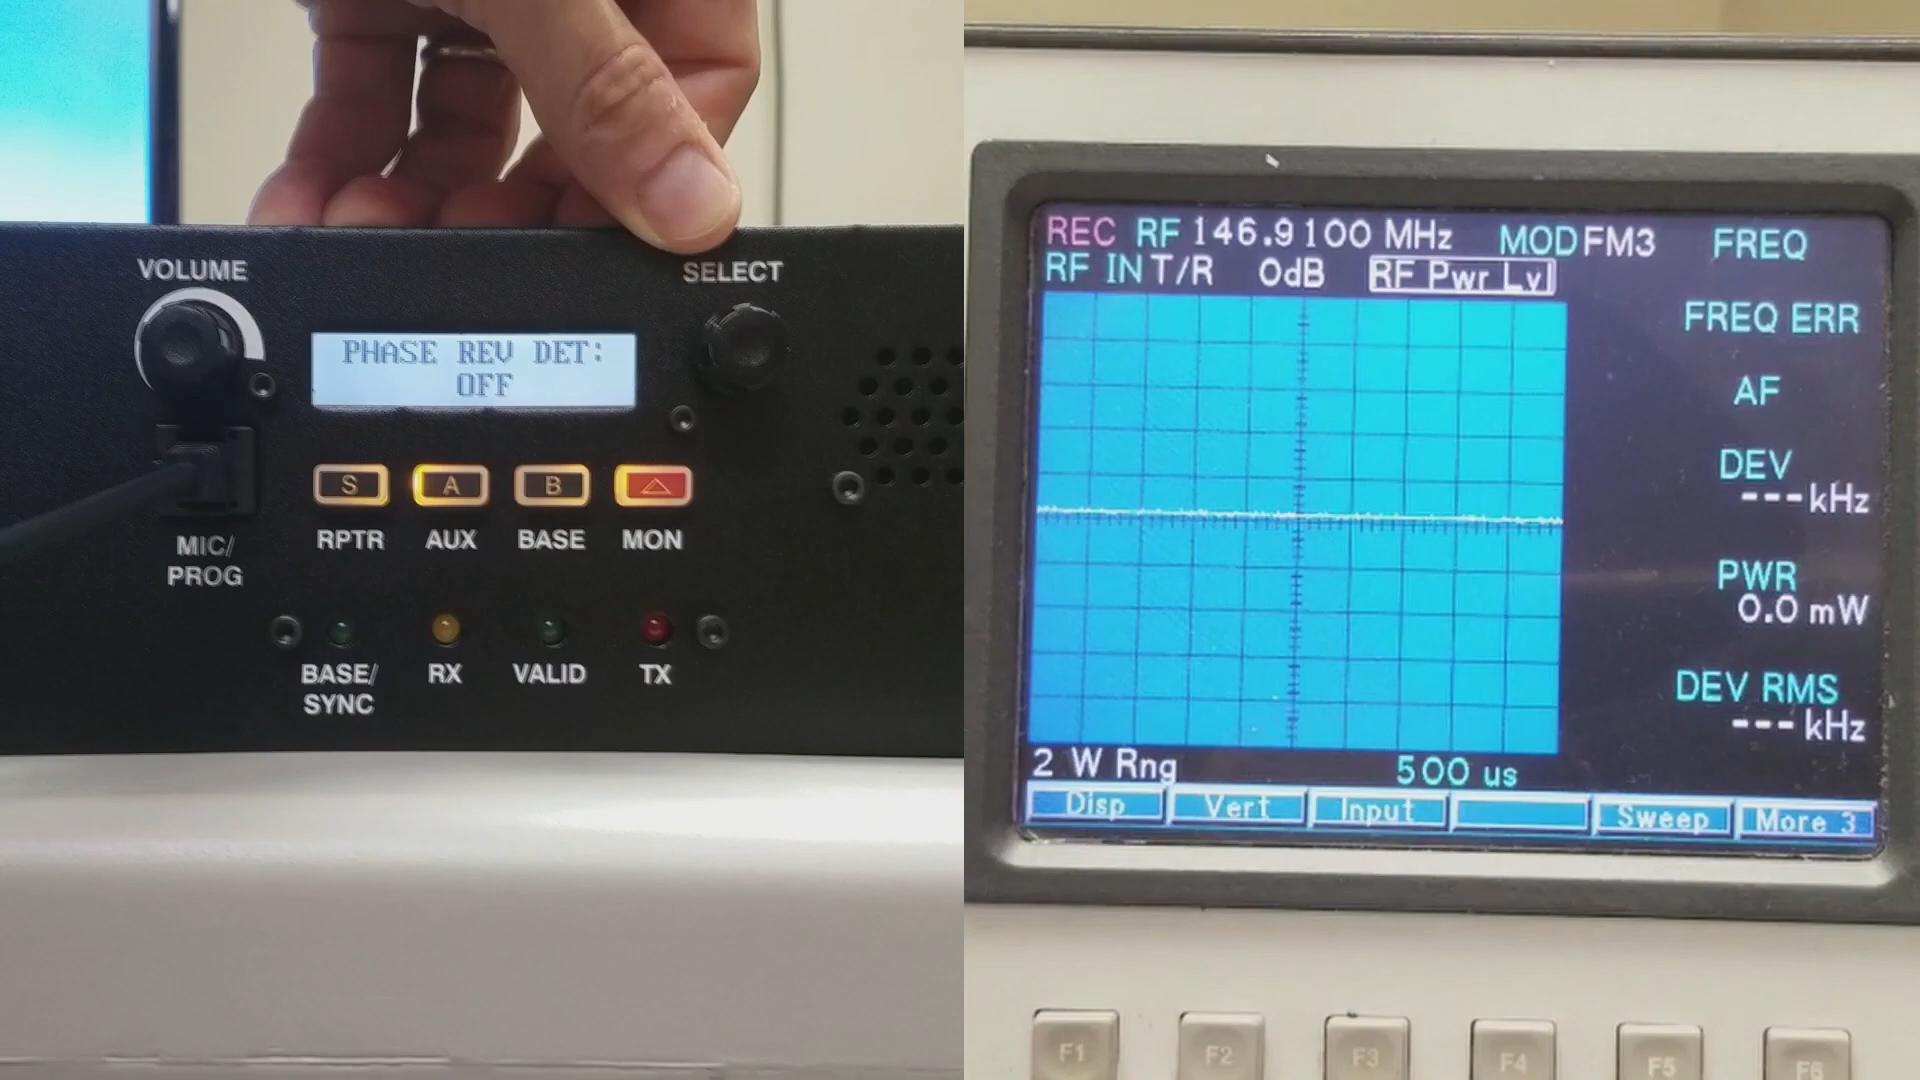 VOLUME
SELECT
PHASE REV DET:
OFF
S A B
RPTR AUX BASE MON
MIC/
PROG
BASE/
SYNC
RX VALID TX
REC RF 146.9100 MHz MOD FM3 FREQ
RF IN T/R 0dB RF Pwr Lvl
FREQ ERR
AF
DEV
---kHz
PWR
0.0 mW
DEV RMS
---kHz
2 W Rng 500 us
Disp Vert Input Sweep More 3
F1 F2 F3 F4 F5 F6